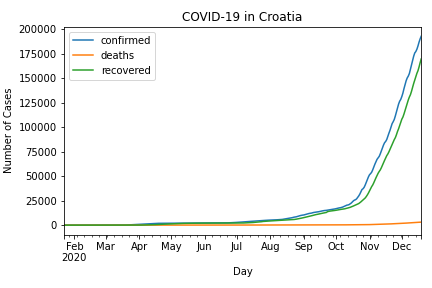 COVID-19 in Croatia
200000
175000
150000
125000
100000
75000
50000
25000
0
Number of Cases
confirmed
deaths
recovered
Feb Mar Apr May Jun Jul Aug Sep Oct Nov Dec
2020
Day